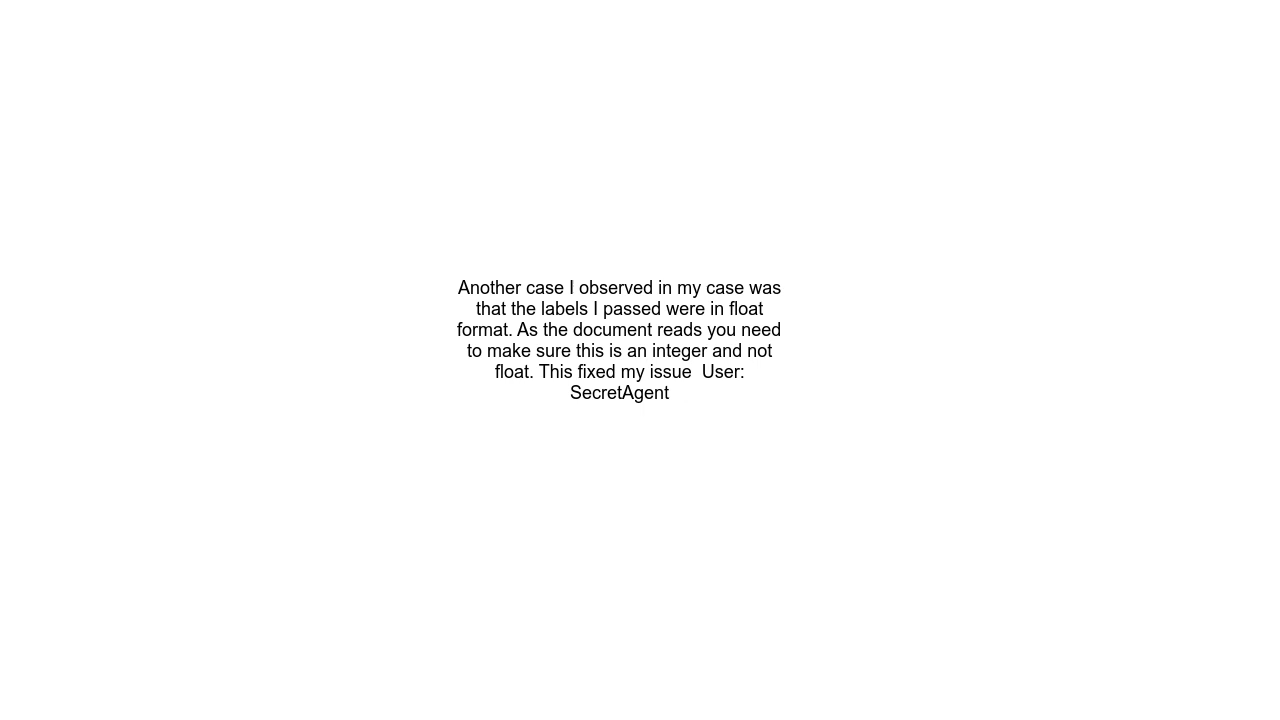 Another case I observed in my case was
that the labels I passed were in float
format. As the document reads you need
to make sure this is an integer and not
float. This fixed my issue  User:
SecretAgent